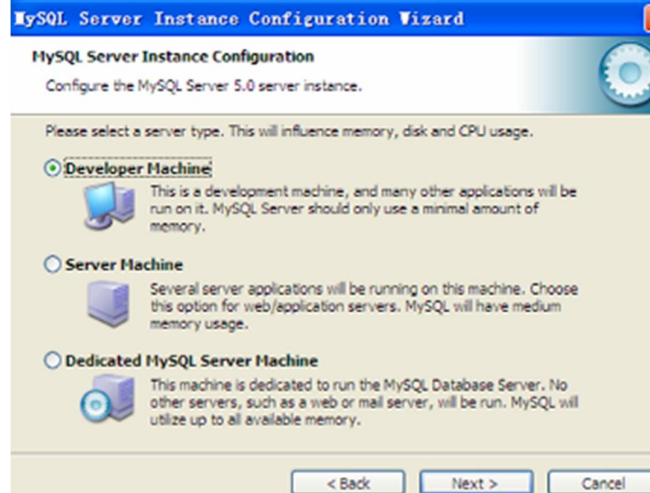 MySQL Server Instance Configuration Wizard
MySQL Server Instance Configuration
Configure the MySQL Server 5.0 server instance.
Please select a server type. This will influence memory, disk and CPU usage.
Developer Machine
This is a development machine, and many other applications will be
run on it. MySQL Server should only use a minimal amount of
memory.
Server Machine
Several server applications will be running on this machine. Choose
this option for web/application servers. MySQL will have medium
memory usage.
Dedicated MySQL Server Machine
This machine is dedicated to run the MySQL Database Server. No
other servers, such as a web or mail server, will be run. MySQL will
utilize up to all available memory.
< Back
Next >
Cancel